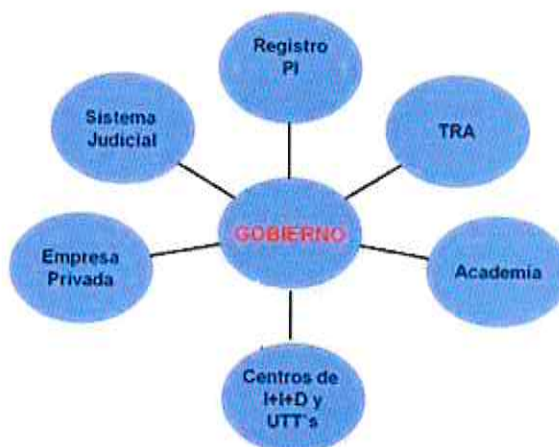 Registro
PI
Sistema
Judicial
TRA
GOBIERNO
Empresa
Privada
Academia
Centros de
I+I+D y
UTT's